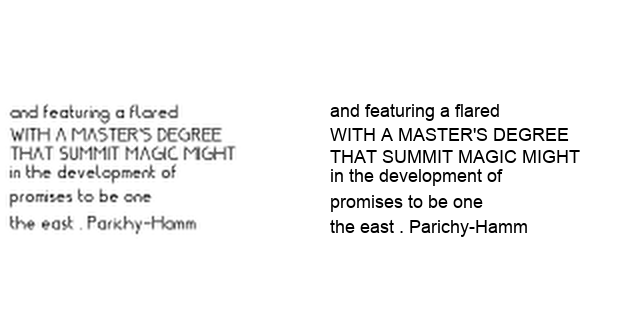 and featuring a flared
WITH A MASTER'S DEGREE
THAT SUMMIT MAGIC MIGHT
in the development of
promises to be one
the east . Parichy-Hamm
and featuring a flared
WITH A MASTER'S DEGREE
THAT SUMMIT MAGIC MIGHT
in the development of
promises to be one
the east . Parichy-Hamm